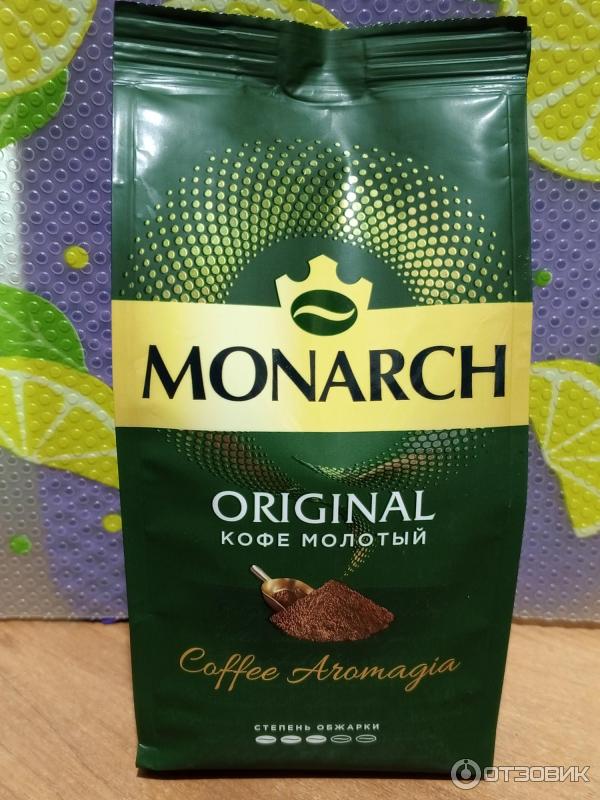 MONARCH
ORIGINAL
КОФЕ МОЛОТЫЙ
Coffee Aromagia
СТЕПЕНЬ ОБЖАРКИ
ОТЗОВИК